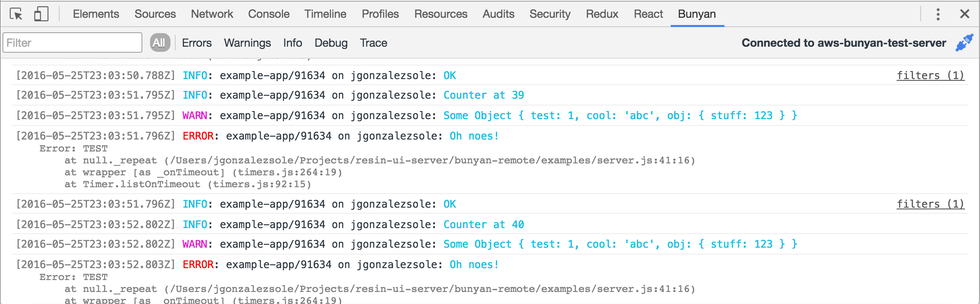 Elements Sources Network Console Timeline Profiles Resources Audits Security Redux React Bunyan
Filter All Errors Warnings Info Debug Trace Connected to aws-bunyan-test-server
[2016-05-25T23:03:50.788Z] INFO: example-app/91634 on jgonzalezsole: OK filters (1)
[2016-05-25T23:03:51.795Z] INFO: example-app/91634 on jgonzalezsole: Counter at 39
[2016-05-25T23:03:51.795Z] WARN: example-app/91634 on jgonzalezsole: Some Object { test: 1, cool: 'abc', obj: { stuff: 123 } }
[2016-05-25T23:03:51.796Z] ERROR: example-app/91634 on jgonzalezsole: Oh noes!
Error: TEST
at null._repeat (/Users/jgonzalezsole/Projects/resin-ui-server/bunyan-remote/examples/server.js:41:16)
at wrapper [as _onTimeout] (timers.js:264:19)
at Timer.listOnTimeout (timers.js:92:15)
[2016-05-25T23:03:51.796Z] INFO: example-app/91634 on jgonzalezsole: OK filters (1)
[2016-05-25T23:03:52.802Z] INFO: example-app/91634 on jgonzalezsole: Counter at 40
[2016-05-25T23:03:52.802Z] WARN: example-app/91634 on jgonzalezsole: Some Object { test: 1, cool: 'abc', obj: { stuff: 123 } }
[2016-05-25T23:03:52.803Z] ERROR: example-app/91634 on jgonzalezsole: Oh noes!
Error: TEST
at null._repeat (/Users/jgonzalezsole/Projects/resin-ui-server/bunyan-remote/examples/server.js:41:16)
at wrapper [as _onTimeout] (timers.js:264:19)